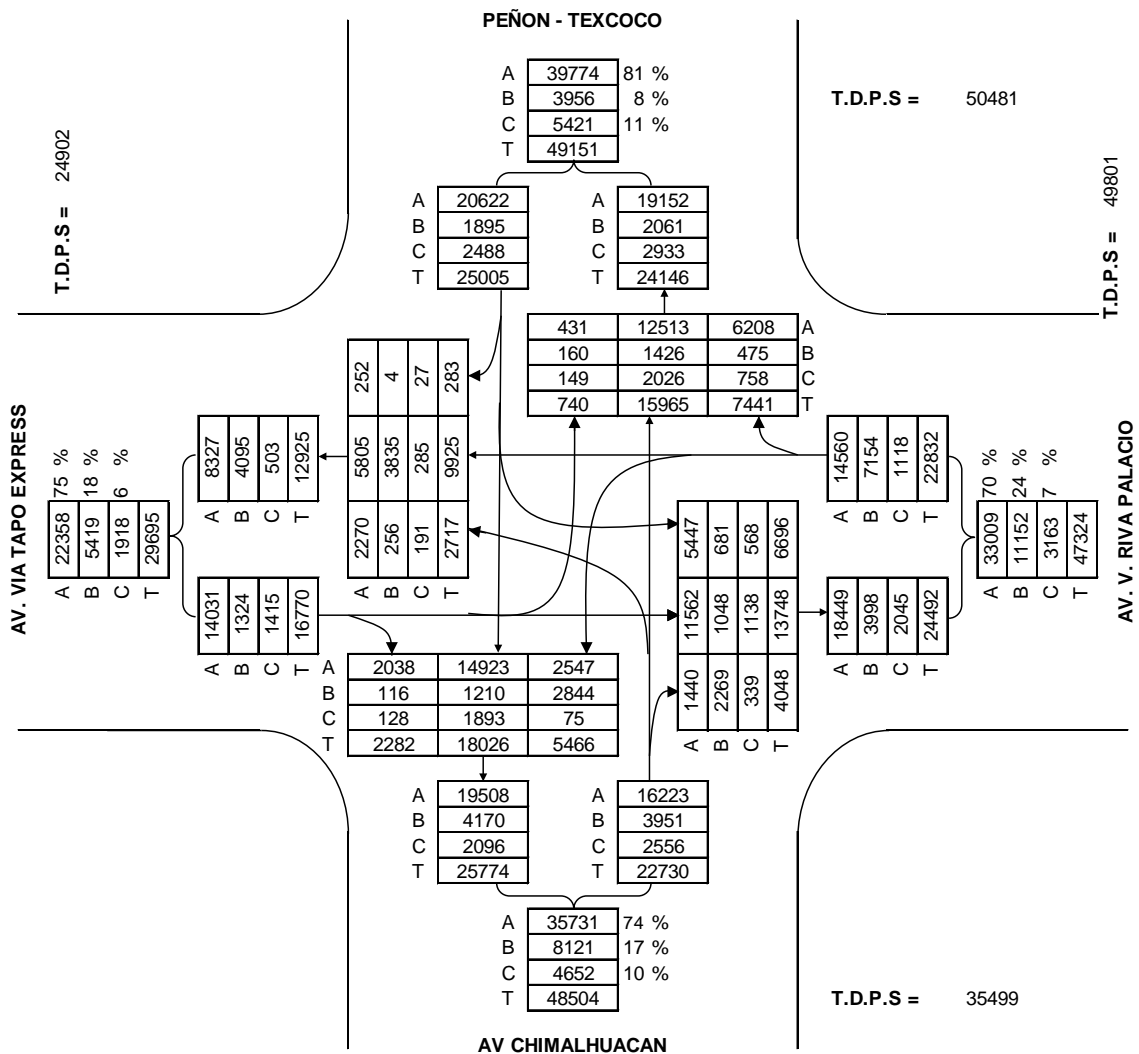 PEÑON - TEXCOCO
A 39774 81 %
B 3956 8 %
C 5421 11 %
T 49151
T.D.P.S = 50481
T.D.P.S = 24902
T.D.P.S = 49801
A 20622
B 1895
C 2488
T 25005
A 19152
B 2061
C 2933
T 24146
431 12513 6208 A
160 1426 475 B
149 2026 758 C
740 15965 7441 T
252 4 27 283
5805 3835 285 9925
2270 256 191 2717
AV. VIA TAPO EXPRESS
75 % 18 % 6 %
22358 5419 1918 29695
A B C T
8327 4095 503 12925
A B C T
14031 1324 1415 16770
A B C T
14560 7154 1118 22832
A B C T
70 % 24 % 7 %
33009 11152 3163 47324
A B C T
AV. V. RIVA PALACIO
18449 3998 2045 24492
A B C T
5447 681 568 6696
11562 1048 1138 13748
1440 2269 339 4048
A B C T
A 2038 14923 2547
B 116 1210 2844
C 128 1893 75
T 2282 18026 5466
A 19508
B 4170
C 2096
T 25774
A 16223
B 3951
C 2556
T 22730
A 35731 74 %
B 8121 17 %
C 4652 10 %
T 48504
T.D.P.S = 35499
AV CHIMALHUACAN